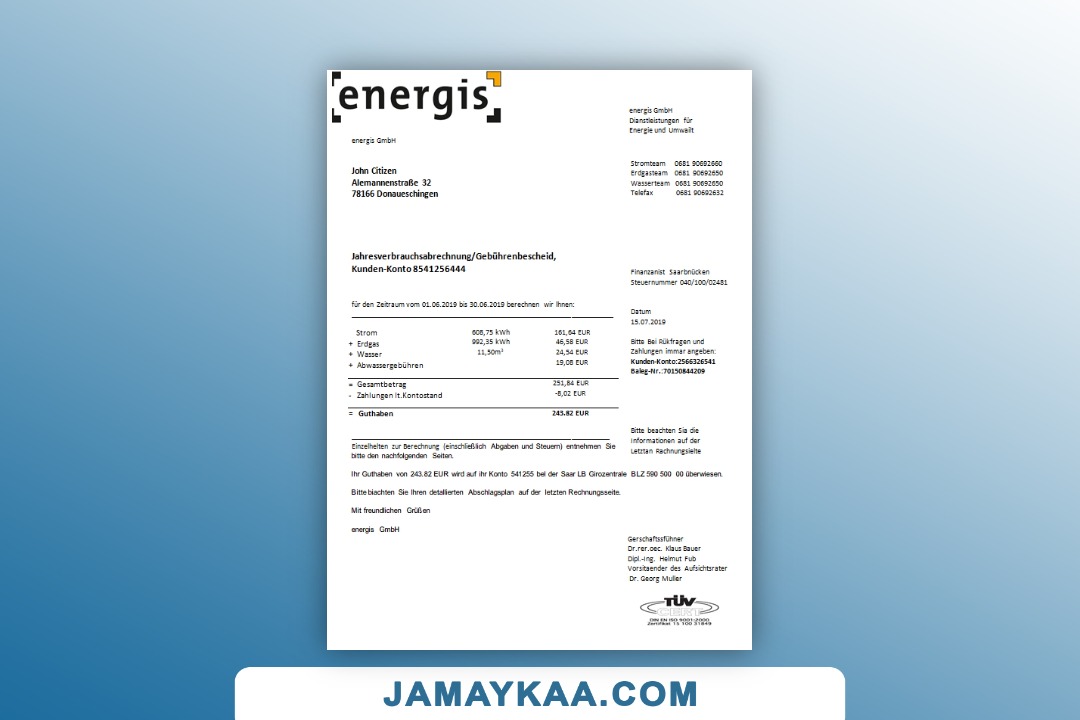 energis
energis GmbH
Dienstleistungen für
Energie und Umwailt
energis GmbH
John Citizen
Alemannenstraße 32
78166 Donaueschingen
Stromteam 0681 90692660
Erdgasteam 0681 90692650
Wasserteam 0681 90692650
Telefax 0681 90692632
Jahresverbrauchsabrechnung/Gebührenbescheid,
Kunden-Konto 8541256444
Finanzanist Saarbnücken
Steuernummer 040/100/02481
für den Zeitraum vom 01.06.2019 bis 30.06.2019 berechnen wir Ihnen:
Datum
15.07.2019
Strom 608,75 kWh 161,64 EUR
+ Erdgas 992,35 kWh 46,58 EUR
+ Wasser 11,50m³ 24,54 EUR
+ Abwassergebühren 19,08 EUR
Bitte Bei Rükfragen und
Zahlungen immar angeben:
Kunden-Konto:2566326541
Baleg-Nr.:70150844209
= Gesamtbetrag 251,84 EUR
- Zahlungen lt.Kontostand -8,02 EUR
= Guthaben 243.82 EUR
Bitte beachten Sia die
Informationen auf der
Letztan Rachnungsleite
Einzelheiten zur Berechnung (einschließlich Abgaben und Steuern) entnehmen Sie
bitte den nachfolgenden Seiten.
Ihr Guthaben von 243.82 EUR wird auf ihr Konto 541255 bei der Saar LB Girozentrale BLZ 590 500 00 überwiesen.
Bitte biachten Sie Ihren detallierten Abschlagsplan auf der letzten Rechnungsseite.
Mit freundlichen Grüßen
energis GmbH
Gerschaftssführer
Dr.rer.oec. Klaus Bauer
Dipl.-ing. Helmut Fub
Vorsitaender des Aufsichtsrater
Dr. Georg Muller
TÜV
CERT
DIN EN ISO 9001:2000
Zertifikat 15 100 31849
JAMAYKAA.COM